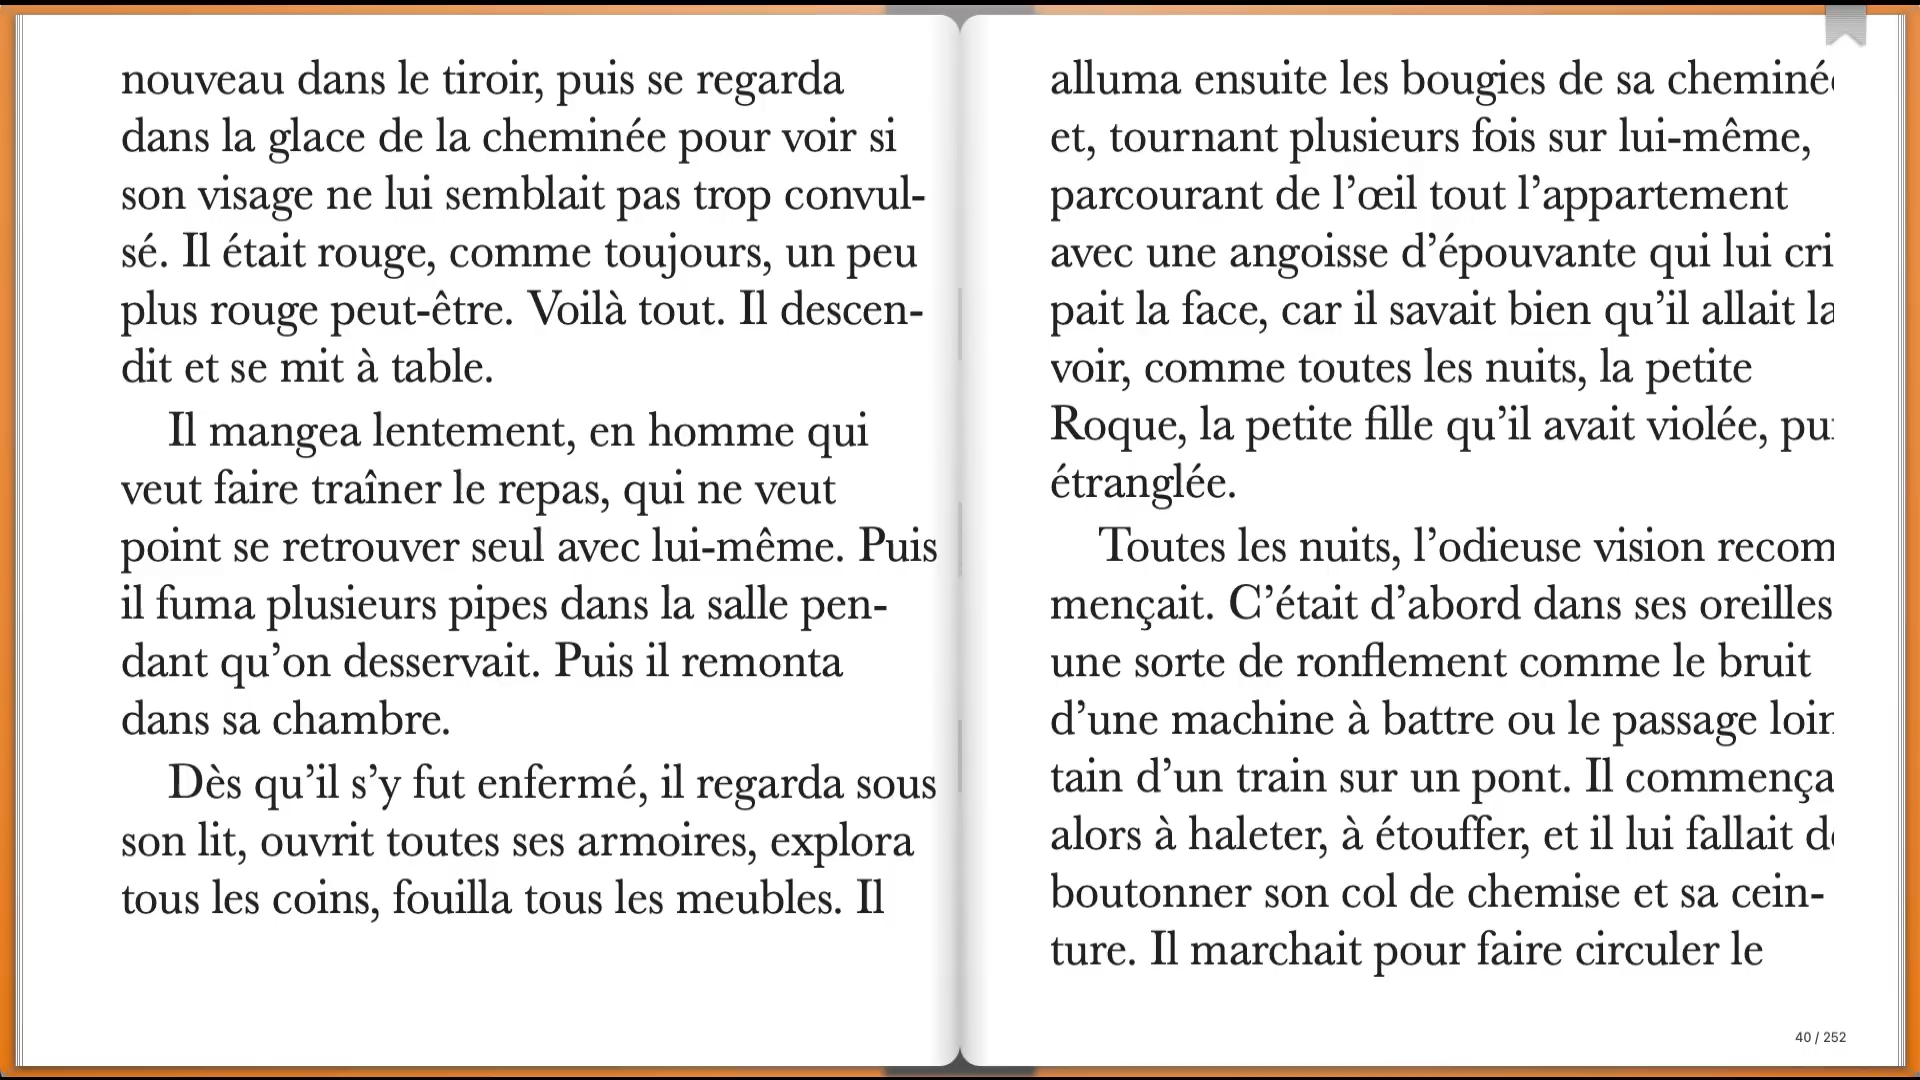 nouveau dans le tiroir, puis se regarda
dans la glace de la cheminée pour voir si
son visage ne lui semblait pas trop convul-
sé. Il était rouge, comme toujours, un peu
plus rouge peut-être. Voilà tout. Il descen-
dit et se mit à table.
Il mangea lentement, en homme qui
veut faire traîner le repas, qui ne veut
point se retrouver seul avec lui-même. Puis
il fuma plusieurs pipes dans la salle pen-
dant qu’on desservait. Puis il remonta
dans sa chambre.
Dès qu’il s’y fut enfermé, il regarda sous
son lit, ouvrit toutes ses armoires, explora
tous les coins, fouilla tous les meubles. Il
alluma ensuite les bougies de sa cheminée
et, tournant plusieurs fois sur lui-même,
parcourant de l’œil tout l’appartement
avec une angoisse d’épouvante qui lui cri
pait la face, car il savait bien qu’il allait la
voir, comme toutes les nuits, la petite
Roque, la petite fille qu’il avait violée, pu
étranglée.
Toutes les nuits, l’odieuse vision recom
mençait. C’était d’abord dans ses oreilles
une sorte de ronflement comme le bruit
d’une machine à battre ou le passage loin
tain d’un train sur un pont. Il commença
alors à haleter, à étouffer, et il lui fallait d
boutonner son col de chemise et sa cein-
ture. Il marchait pour faire circuler le
40 / 252